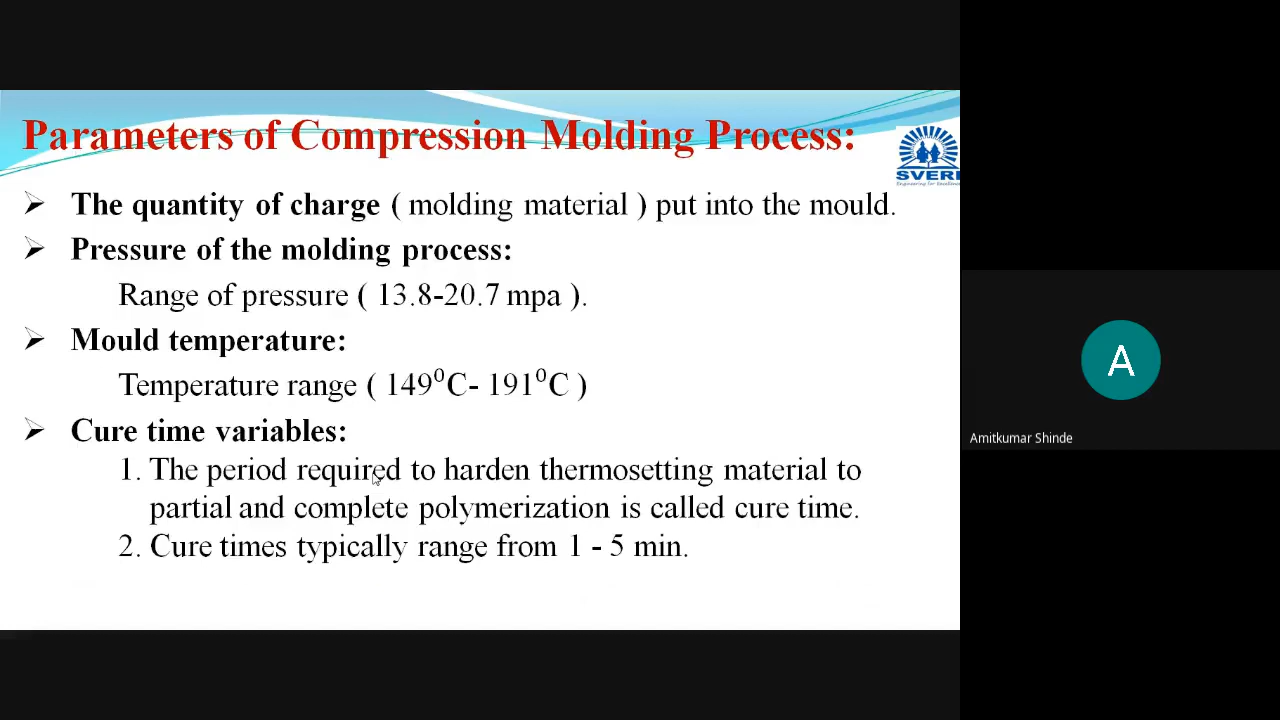 Parameters of Compression Molding Process:
SVERI
Engineering for Excellence
➢ The quantity of charge ( molding material ) put into the mould.
➢ Pressure of the molding process:
Range of pressure ( 13.8-20.7 mpa ).
➢ Mould temperature:
Temperature range ( 149⁰C- 191⁰C )
➢ Cure time variables:
1. The period required to harden thermosetting material to
partial and complete polymerization is called cure time.
2. Cure times typically range from 1 - 5 min.
A
Amitkumar Shinde